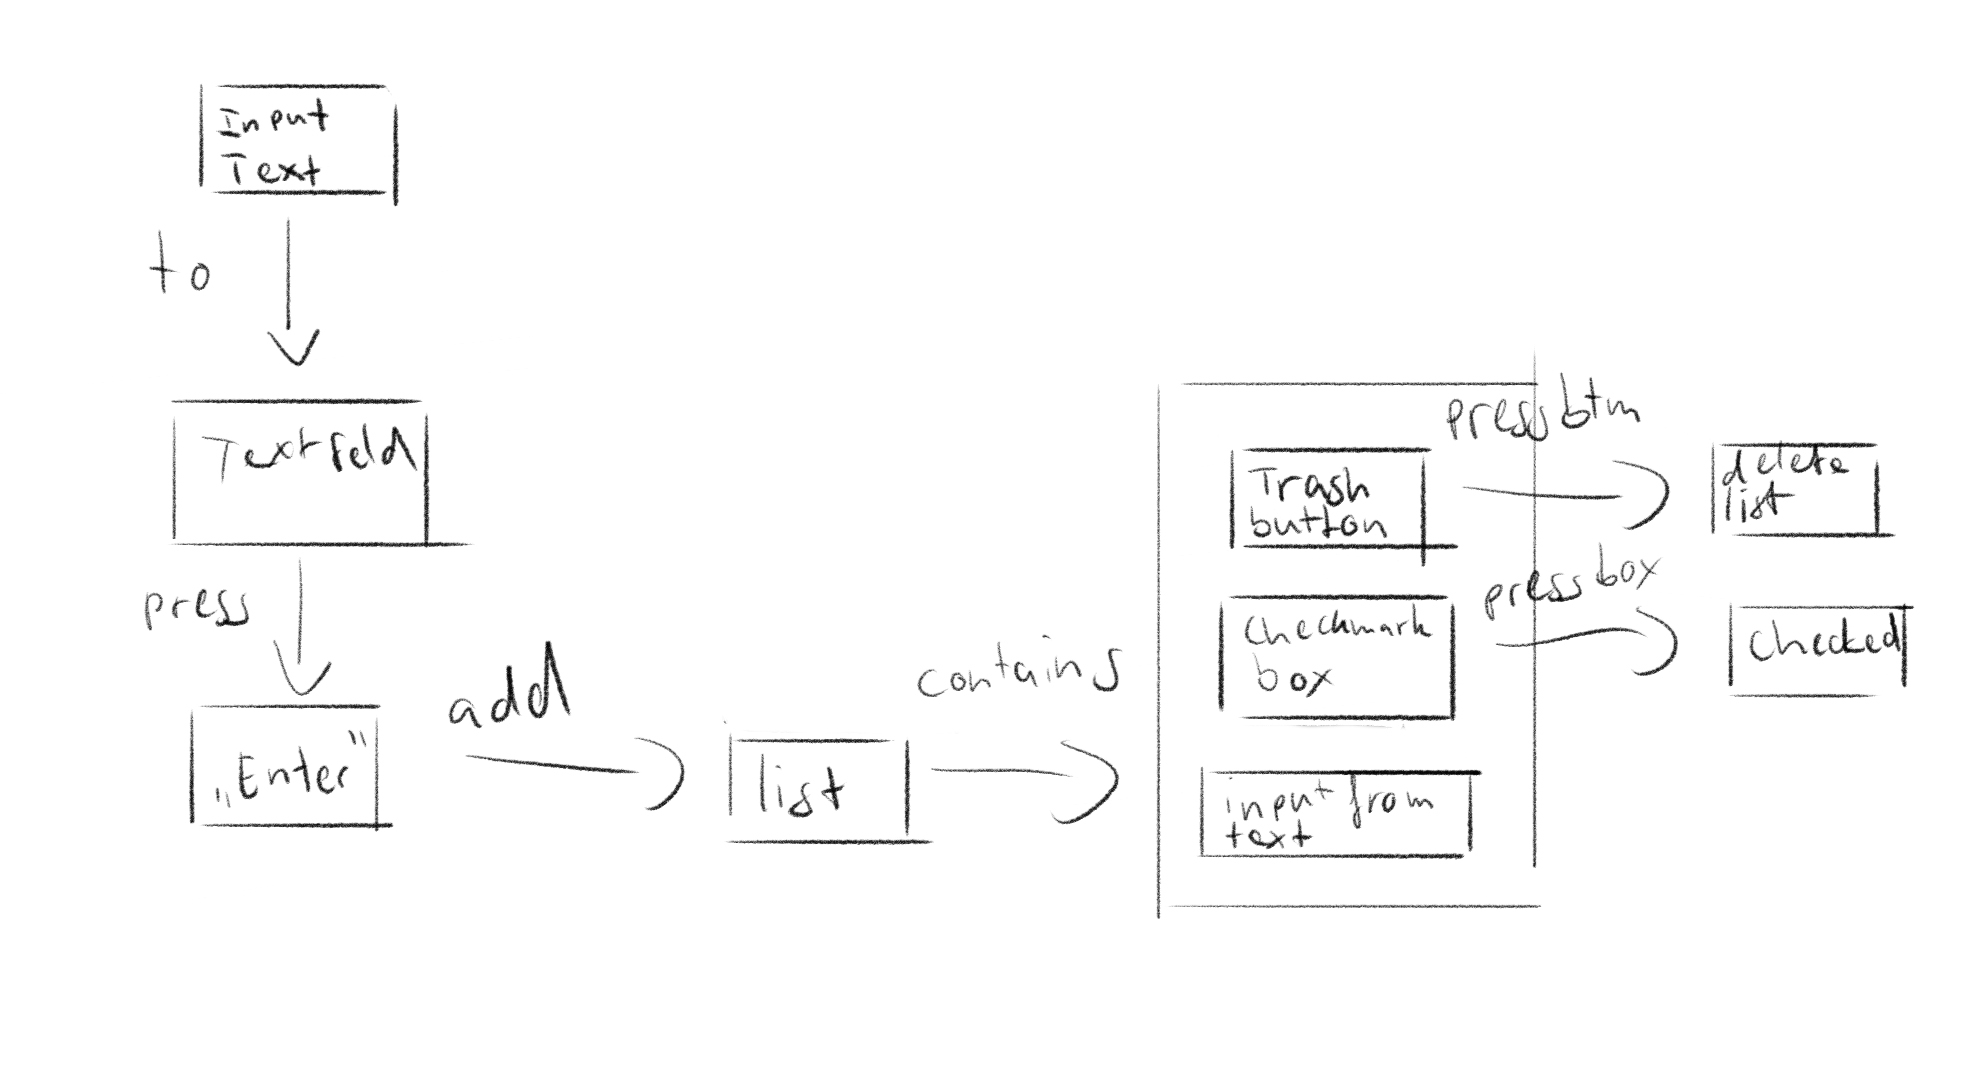 Input
Text
to
Textfeld
press
„Enter"
add
list
contains
press btm
Trash
button
delete
list
press box
Checkmark
box
Checked
input from
text